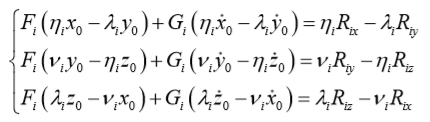 F_i(η_i x_0 − λ_i y_0) + G_i(η_i ẋ_0 − λ_i ẏ_0) = η_i R_ix − λ_i R_iy
F_i(ν_i y_0 − η_i z_0) + G_i(ν_i ẏ_0 − η_i ż_0) = ν_i R_iy − η_i R_iz
F_i(λ_i z_0 − ν_i x_0) + G_i(λ_i ż_0 − ν_i ẋ_0) = λ_i R_iz − ν_i R_ix